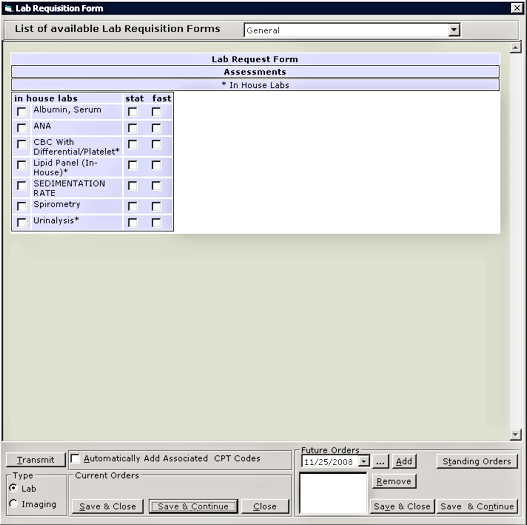 Lab Requisition Form
List of available Lab Requisition Forms General
Lab Request Form
Assessments
* In House Labs
in house labs stat fast
Albumin, Serum
ANA
CBC With
Differential/Platelet*
Lipid Panel (In-
House)*
SEDIMENTATION
RATE
Spirometry
Urinalysis*
Transmit
Automatically Add Associated CPT Codes
Type
Lab
Imaging
Current Orders
Save & Close Save & Continue Close
Future Orders
11/25/2008 ... Add
Remove
Standing Orders
Save & Close Save & Continue